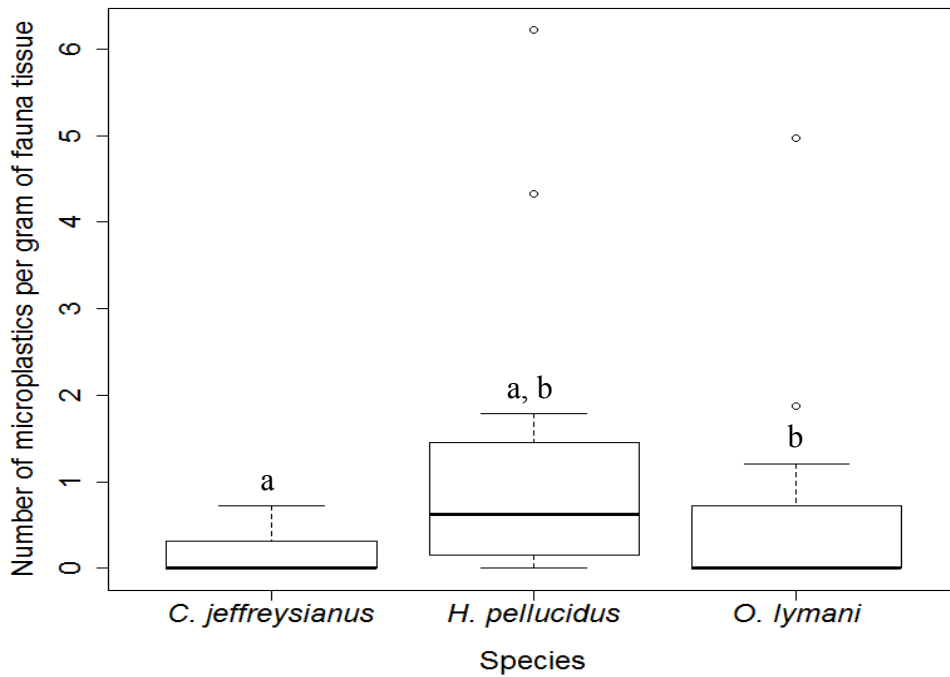 Number of microplastics per gram of fauna tissue
6
5
4
3
2
1
0
a
a, b
b
C. jeffreysianus
H. pellucidus
O. lymani
Species